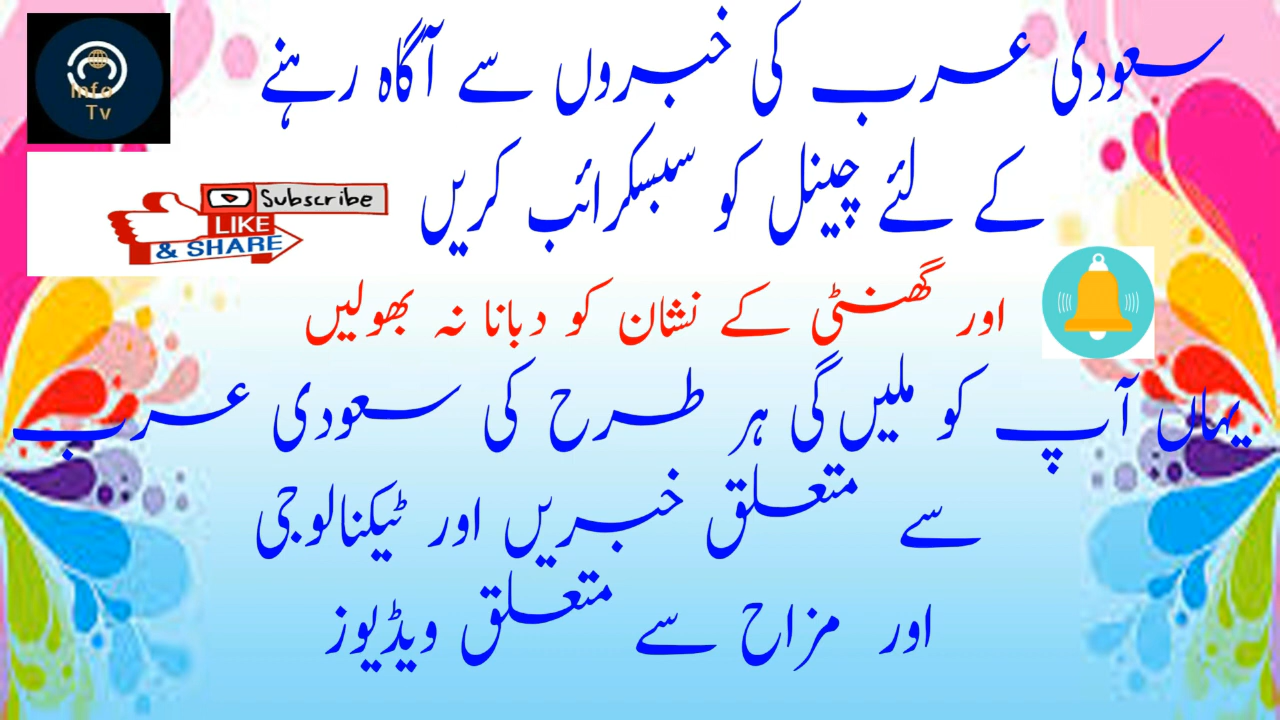 Info
Tv
سعودی عرب کی خبروں سے آگاہ رہنے
کے لئے چینل کو سبسکرائب کریں
Subscribe
LIKE
& SHARE
اور گھنٹی کے نشان کو دبانا نہ بھولیں
یہاں آپ کو ملیں گی ہر طرح کی سعودی عرب
سے متعلق خبریں اور ٹیکنالوجی
اور مزاح سے متعلق ویڈیوز